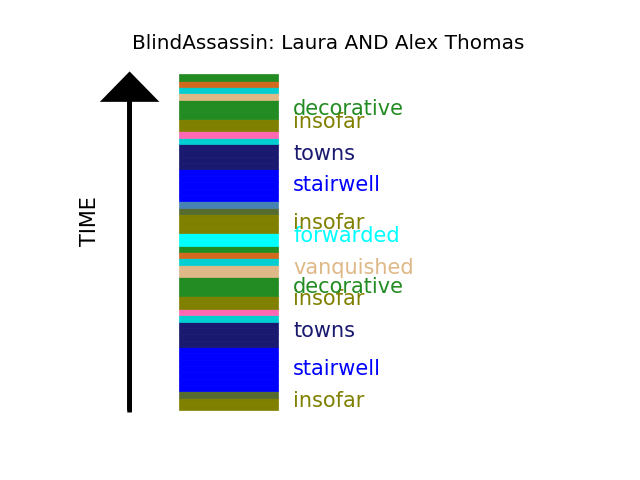 BlindAssassin: Laura AND Alex Thomas
decorative
insofar
towns
stairwell
insofar
forwarded
vanquished
decorative
insofar
towns
stairwell
insofar
TIME